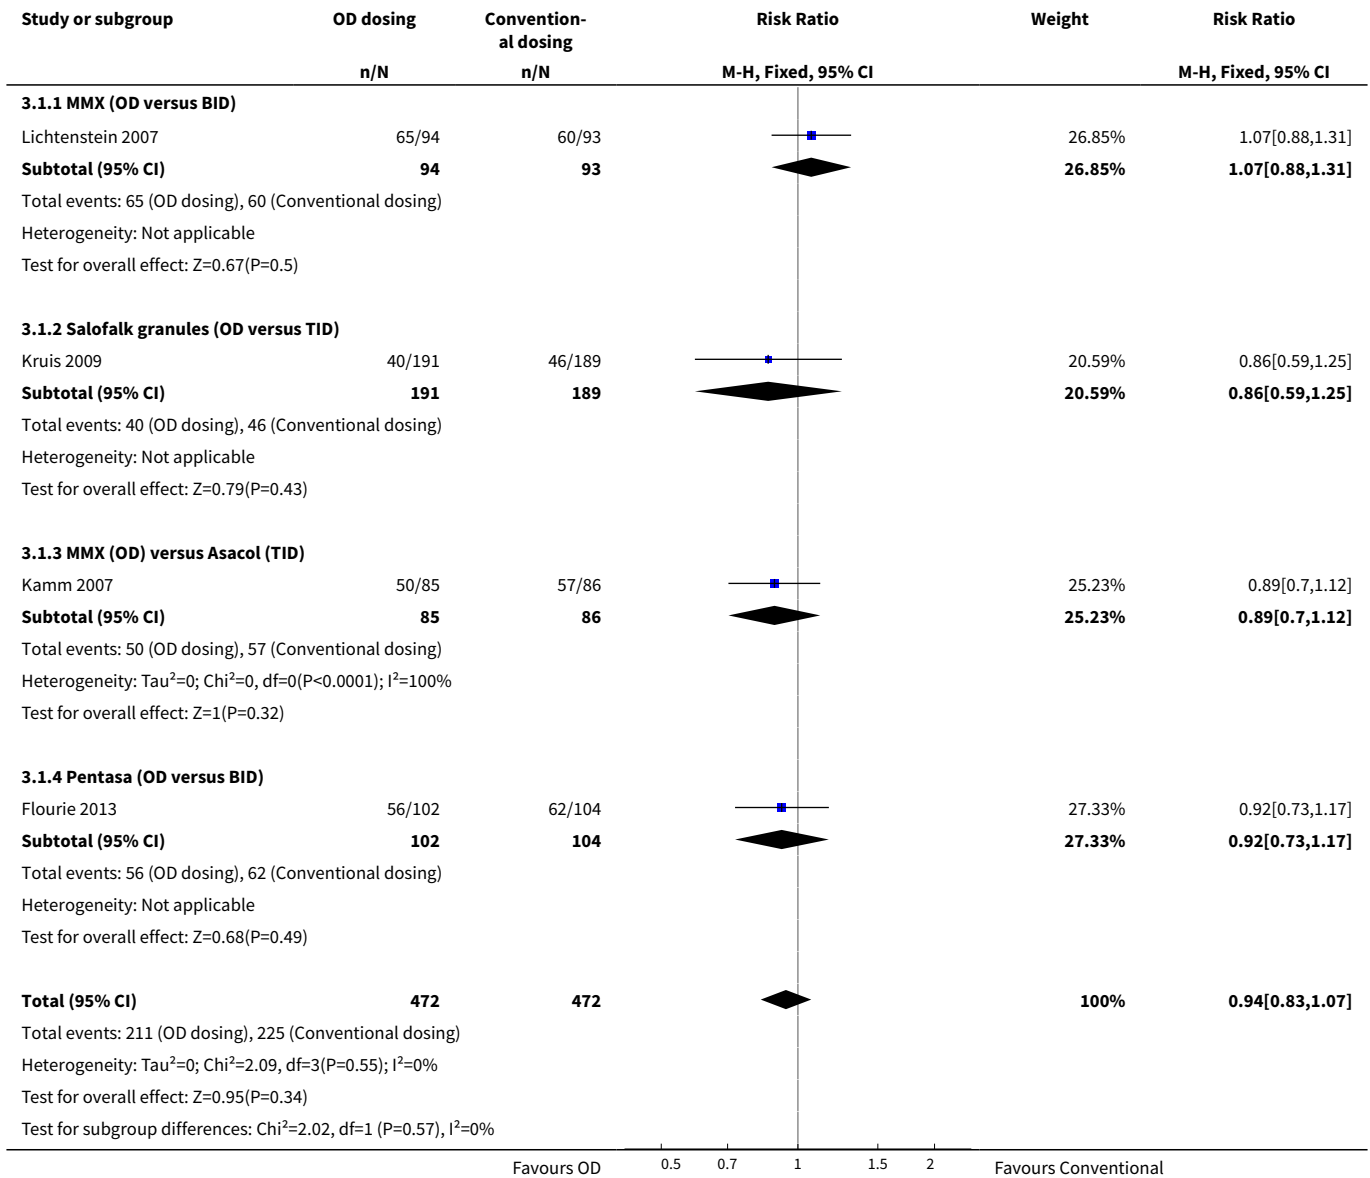 Study or subgroup OD dosing Convention- Risk Ratio Weight Risk Ratio
al dosing
n/N n/N M-H, Fixed, 95% CI M-H, Fixed, 95% CI
3.1.1 MMX (OD versus BID)
Lichtenstein 2007 65/94 60/93 26.85% 1.07[0.88,1.31]
Subtotal (95% CI) 94 93 26.85% 1.07[0.88,1.31]
Total events: 65 (OD dosing), 60 (Conventional dosing)
Heterogeneity: Not applicable
Test for overall effect: Z=0.67(P=0.5)
3.1.2 Salofalk granules (OD versus TID)
Kruis 2009 40/191 46/189 20.59% 0.86[0.59,1.25]
Subtotal (95% CI) 191 189 20.59% 0.86[0.59,1.25]
Total events: 40 (OD dosing), 46 (Conventional dosing)
Heterogeneity: Not applicable
Test for overall effect: Z=0.79(P=0.43)
3.1.3 MMX (OD) versus Asacol (TID)
Kamm 2007 50/85 57/86 25.23% 0.89[0.7,1.12]
Subtotal (95% CI) 85 86 25.23% 0.89[0.7,1.12]
Total events: 50 (OD dosing), 57 (Conventional dosing)
Heterogeneity: Tau²=0; Chi²=0, df=0(P<0.0001); I²=100%
Test for overall effect: Z=1(P=0.32)
3.1.4 Pentasa (OD versus BID)
Flourie 2013 56/102 62/104 27.33% 0.92[0.73,1.17]
Subtotal (95% CI) 102 104 27.33% 0.92[0.73,1.17]
Total events: 56 (OD dosing), 62 (Conventional dosing)
Heterogeneity: Not applicable
Test for overall effect: Z=0.68(P=0.49)
Total (95% CI) 472 472 100% 0.94[0.83,1.07]
Total events: 211 (OD dosing), 225 (Conventional dosing)
Heterogeneity: Tau²=0; Chi²=2.09, df=3(P=0.55); I²=0%
Test for overall effect: Z=0.95(P=0.34)
Test for subgroup differences: Chi²=2.02, df=1 (P=0.57), I²=0%
Favours OD 0.5 0.7 1 1.5 2 Favours Conventional